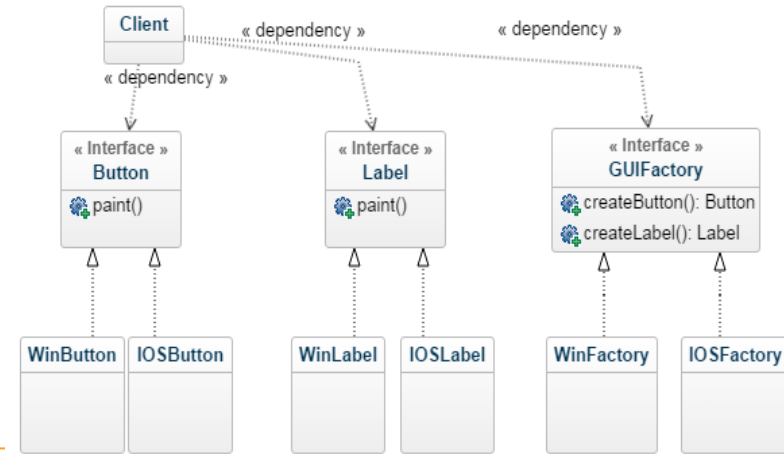 Client
« dependency »
« dependency »
« dependency »
« Interface »
Button
paint()
« Interface »
Label
paint()
« Interface »
GUIFactory
createButton(): Button
createLabel(): Label
WinButton
IOSButton
WinLabel
IOSLabel
WinFactory
IOSFactory